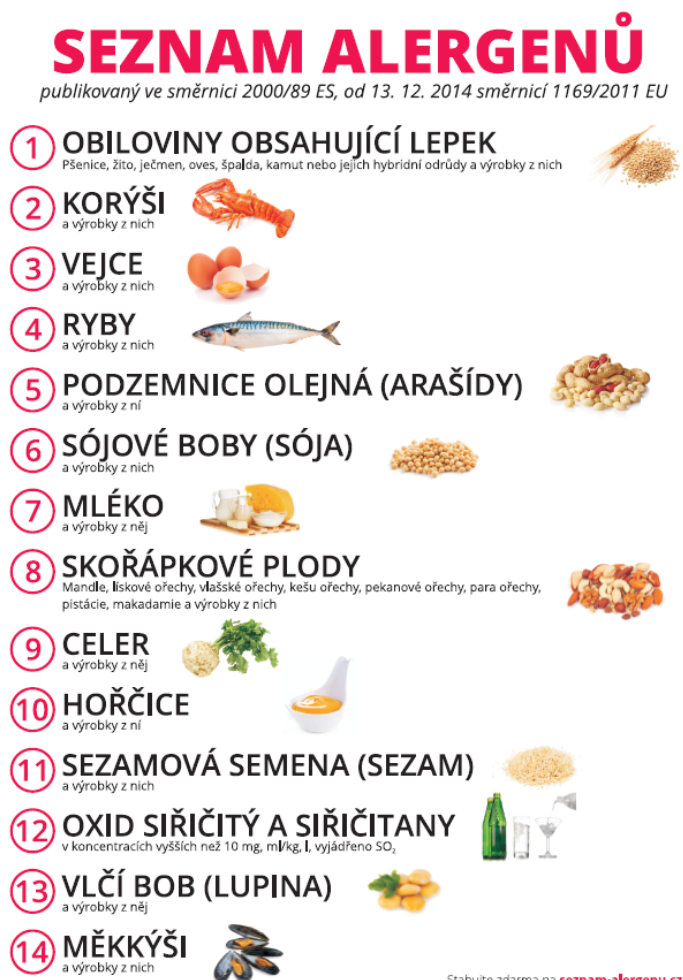 SEZNAM ALERGENŮ
publikovaný ve směrnici 2000/89 ES, od 13. 12. 2014 směrnicí 1169/2011 EU
1 OBILOVINY OBSAHUJÍCÍ LEPEK
Pšenice, žito, ječmen, oves, špalda, kamut nebo jejich hybridní odrůdy a výrobky z nich
2 KORÝŠI
a výrobky z nich
3 VEJCE
a výrobky z nich
4 RYBY
a výrobky z nich
5 PODZEMNICE OLEJNÁ (ARAŠÍDY)
a výrobky z ní
6 SÓJOVÉ BOBY (SÓJA)
a výrobky z nich
7 MLÉKO
a výrobky z něj
8 SKOŘÁPKOVÉ PLODY
Mandle, lískové ořechy, vlašské ořechy, kešu ořechy, pekanové ořechy, para ořechy,
pistácie, makadamie a výrobky z nich
9 CELER
a výrobky z něj
10 HOŘČICE
a výrobky z ní
11 SEZAMOVÁ SEMENA (SEZAM)
a výrobky z nich
12 OXID SIŘIČITÝ A SIŘIČITANY
v koncentracích vyšších než 10 mg, ml/kg, l, vyjádřeno SO₂
13 VLČÍ BOB (LUPINA)
a výrobky z něj
14 MĚKKÝŠI
a výrobky z nich
Stahujte zdarma na seznam-alergenu.cz